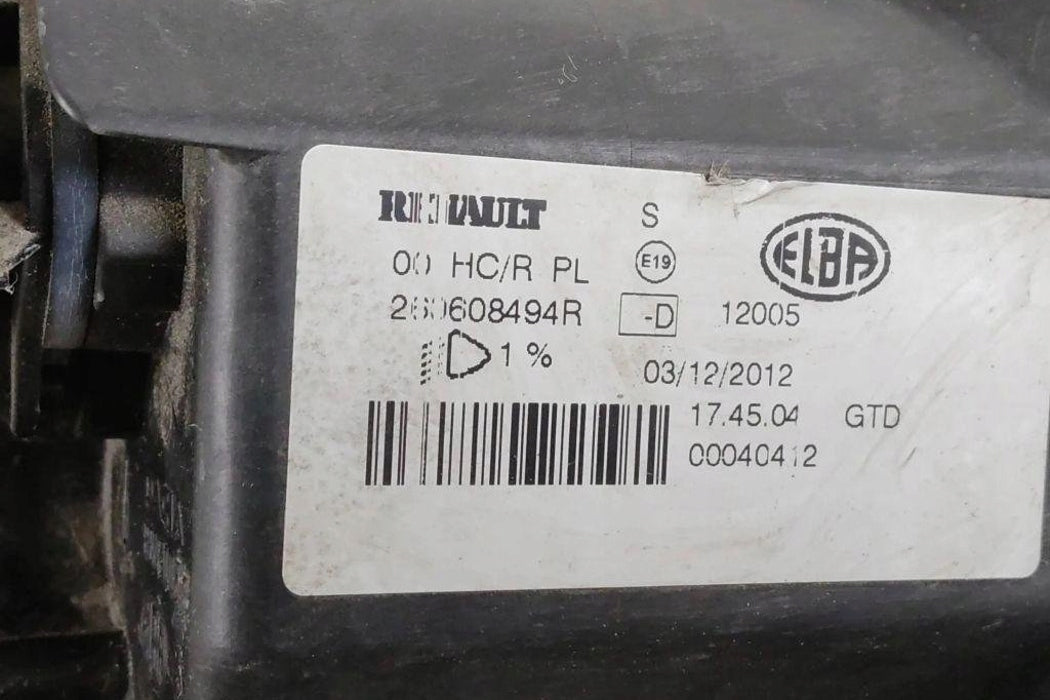 RENAULT S
00 HC/R PL E19 ELBA
260608494R -D 12005
1 %
03/12/2012
17.45.04 GTD
00040412